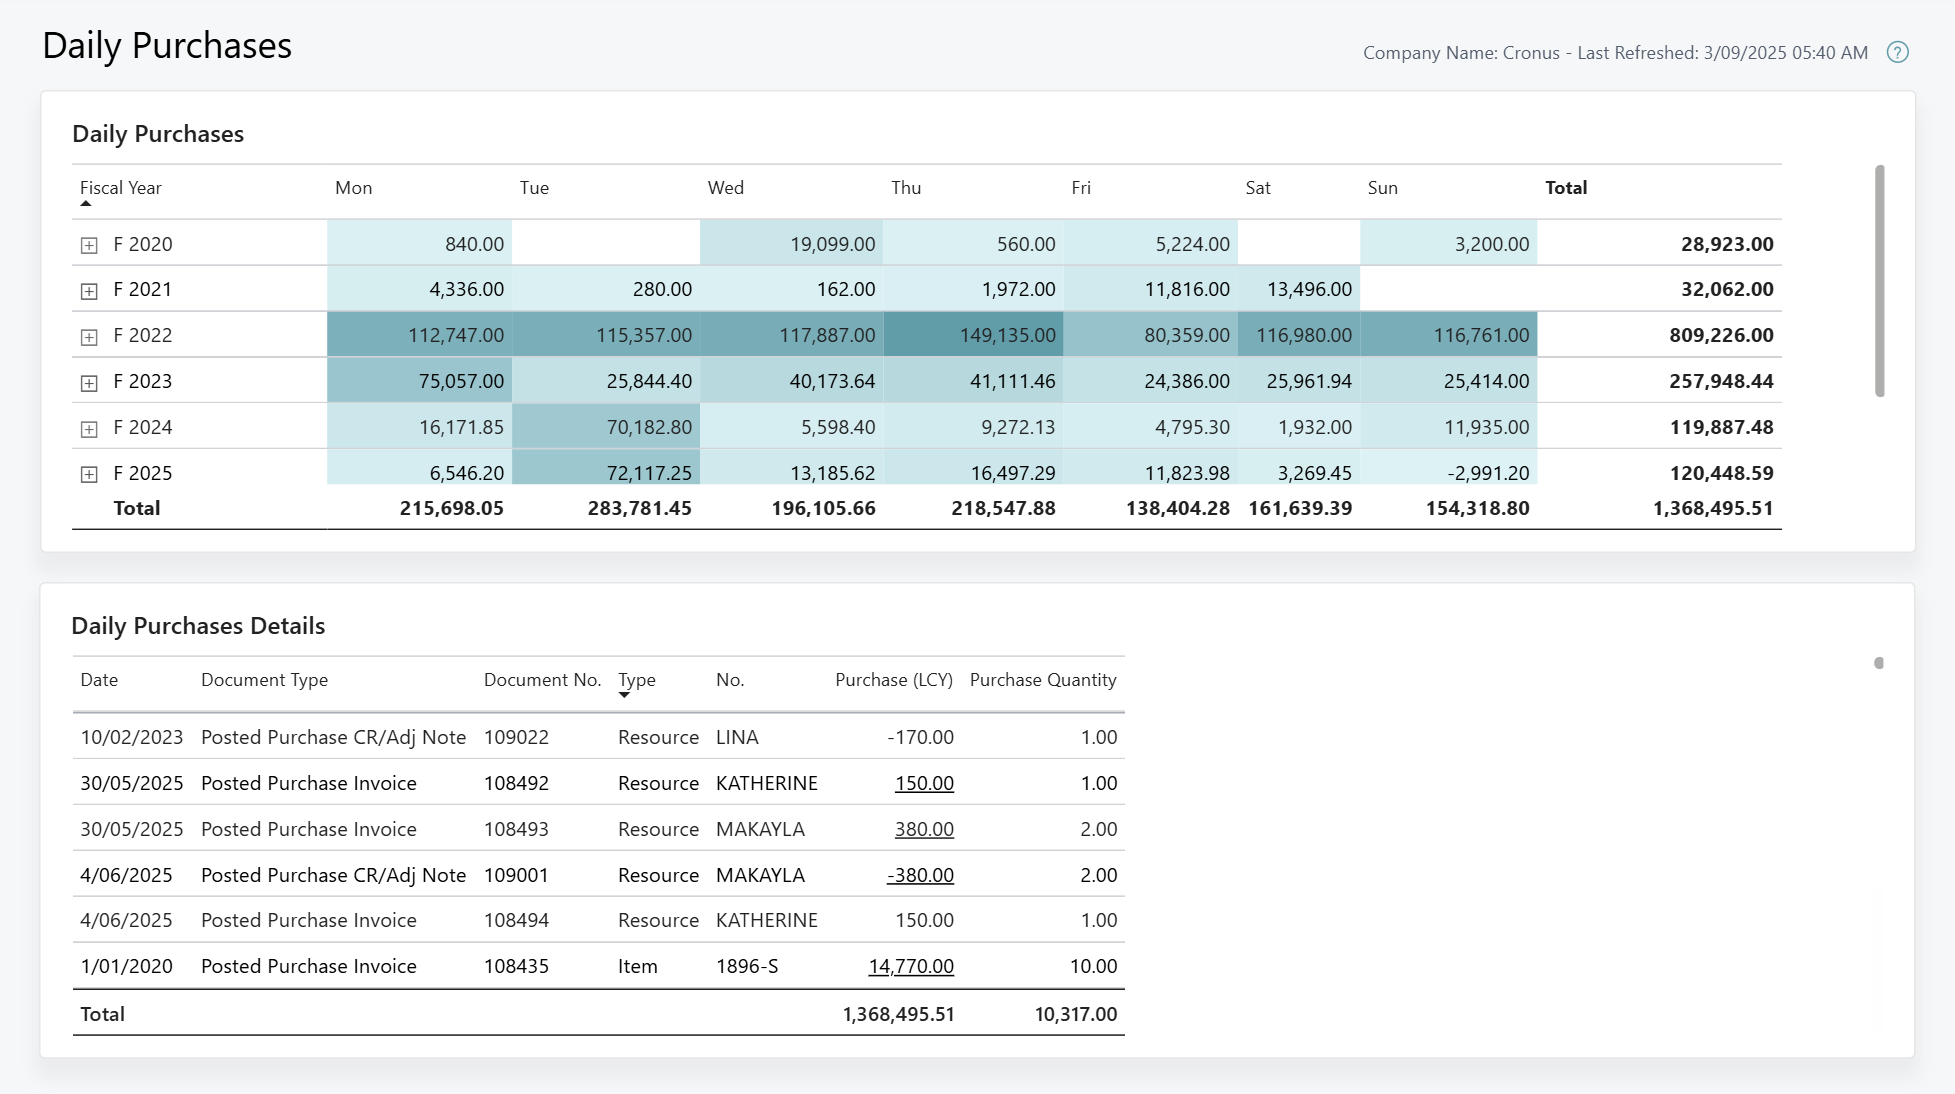 Daily Purchases
Company Name: Cronus - Last Refreshed: 3/09/2025 05:40 AM ?
Daily Purchases
Fiscal Year Mon Tue Wed Thu Fri Sat Sun Total
F 2020 840.00 19,099.00 560.00 5,224.00 3,200.00 28,923.00
F 2021 4,336.00 280.00 162.00 1,972.00 11,816.00 13,496.00 32,062.00
F 2022 112,747.00 115,357.00 117,887.00 149,135.00 80,359.00 116,980.00 116,761.00 809,226.00
F 2023 75,057.00 25,844.40 40,173.64 41,111.46 24,386.00 25,961.94 25,414.00 257,948.44
F 2024 16,171.85 70,182.80 5,598.40 9,272.13 4,795.30 1,932.00 11,935.00 119,887.48
F 2025 6,546.20 72,117.25 13,185.62 16,497.29 11,823.98 3,269.45 -2,991.20 120,448.59
Total 215,698.05 283,781.45 196,105.66 218,547.88 138,404.28 161,639.39 154,318.80 1,368,495.51
Daily Purchases Details
Date Document Type Document No. Type No. Purchase (LCY) Purchase Quantity
10/02/2023 Posted Purchase CR/Adj Note 109022 Resource LINA -170.00 1.00
30/05/2025 Posted Purchase Invoice 108492 Resource KATHERINE 150.00 1.00
30/05/2025 Posted Purchase Invoice 108493 Resource MAKAYLA 380.00 2.00
4/06/2025 Posted Purchase CR/Adj Note 109001 Resource MAKAYLA -380.00 2.00
4/06/2025 Posted Purchase Invoice 108494 Resource KATHERINE 150.00 1.00
1/01/2020 Posted Purchase Invoice 108435 Item 1896-S 14,770.00 10.00
Total 1,368,495.51 10,317.00